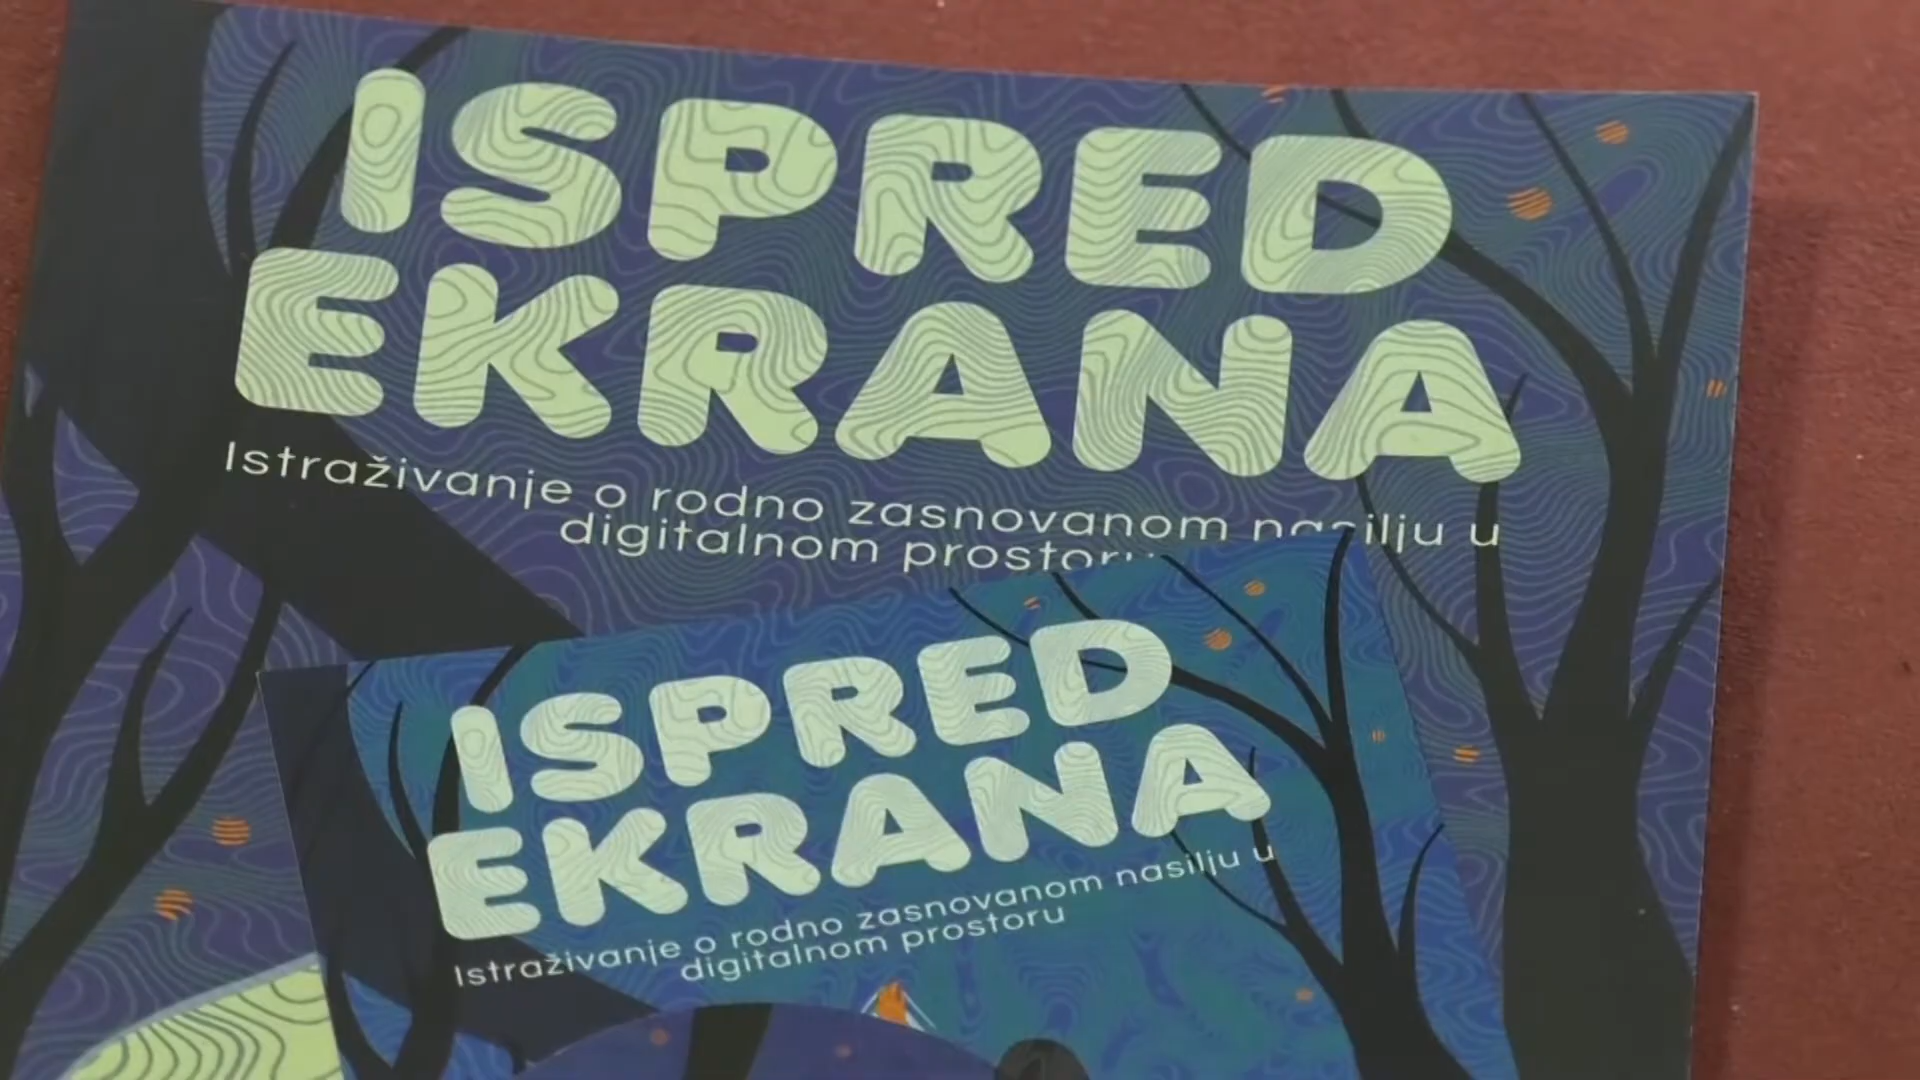 ISPRED
EKRANA
Istraživanje o rodno zasnovanom nasilju u
digitalnom prostoru
ISPRED
EKRANA
Istraživanje o rodno zasnovanom nasilju u
digitalnom prostoru